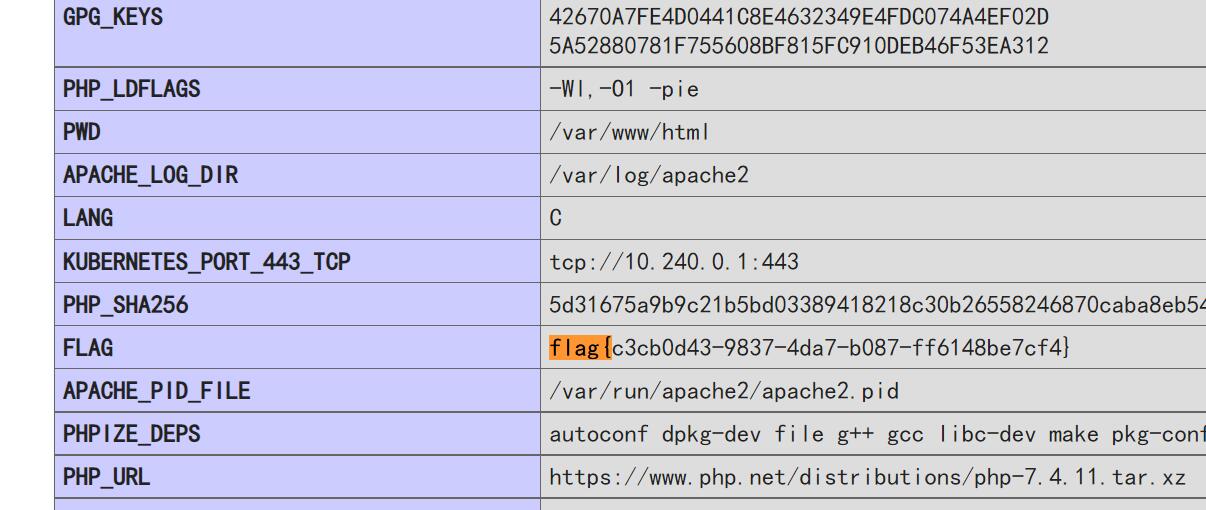 GPG_KEYS 42670A7FE4D0441C8E4632349E4FDC074A4EF02D
5A52880781F755608BF815FC910DEB46F53EA312
PHP_LDFLAGS -Wl,-O1 -pie
PWD /var/www/html
APACHE_LOG_DIR /var/log/apache2
LANG C
KUBERNETES_PORT_443_TCP tcp://10.240.0.1:443
PHP_SHA256 5d31675a9b9c21b5bd03389418218c30b26558246870caba8eb54
FLAG flag{c3cb0d43-9837-4da7-b087-ff6148be7cf4}
APACHE_PID_FILE /var/run/apache2/apache2.pid
PHPIZE_DEPS autoconf dpkg-dev file g++ gcc libc-dev make pkg-conf
PHP_URL https://www.php.net/distributions/php-7.4.11.tar.xz